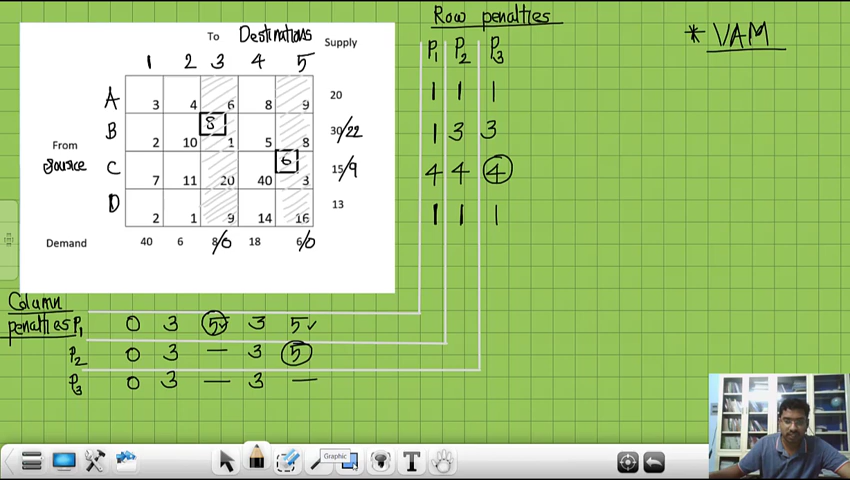 Row penalties
To Destinations
Supply
* VAM
P1 P2 P3
1 2 3 4 5
A 3 4 6 8 9 20 1 1 1
B 2 10 8 1 5 8 30/22 1 3 3
From
Source
C 7 11 20 40 6 3 15/9 4 4 4
D 2 1 9 14 16 13 1 1 1
Demand 40 6 8/0 18 6/0
Column
penalties P1 0 3 5✓ 3 5✓
P2 0 3 — 3 5
P3 0 3 — 3 —
Graphic
T